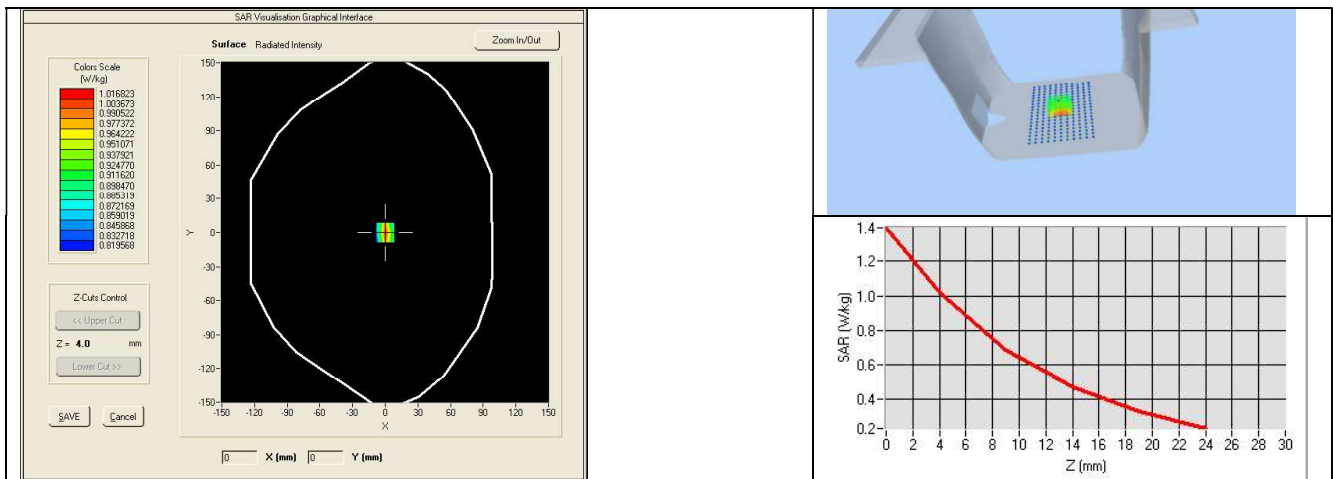 SAR Visualisation Graphical Interface
Surface Radiated Intensity
Zoom In/Out
Colors Scale
(W/kg)
1.016823
1.003673
0.990522
0.977372
0.964222
0.951071
0.937921
0.924770
0.911620
0.898470
0.885319
0.872169
0.859019
0.845868
0.832718
0.819568
Z-Cuts Control
<< Upper Cut
Z = 4.0 mm
Lower Cut >>
SAVE Cancel
150-
120-
90-
60-
30-
Y 0-
-30-
-60-
-90-
-120-
-150-
-150 -120 -90 -60 -30 0 30 60 90 120 150
X
0 X (mm) 0 Y (mm)
1.4-
1.2-
1.0-
0.8-
0.6-
0.4-
0.2-
SAR (W/kg)
0 2 4 6 8 10 12 14 16 18 20 22 24 26 28 30
Z (mm)